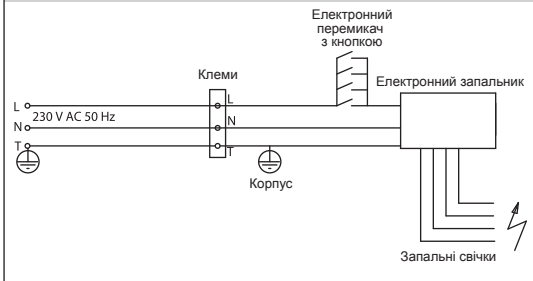 Електронний
перемикач
з кнопкою
Клеми
Електронний запальник
L 230 V AC 50 Hz L
N N
T T
Корпус
Запальні свічки